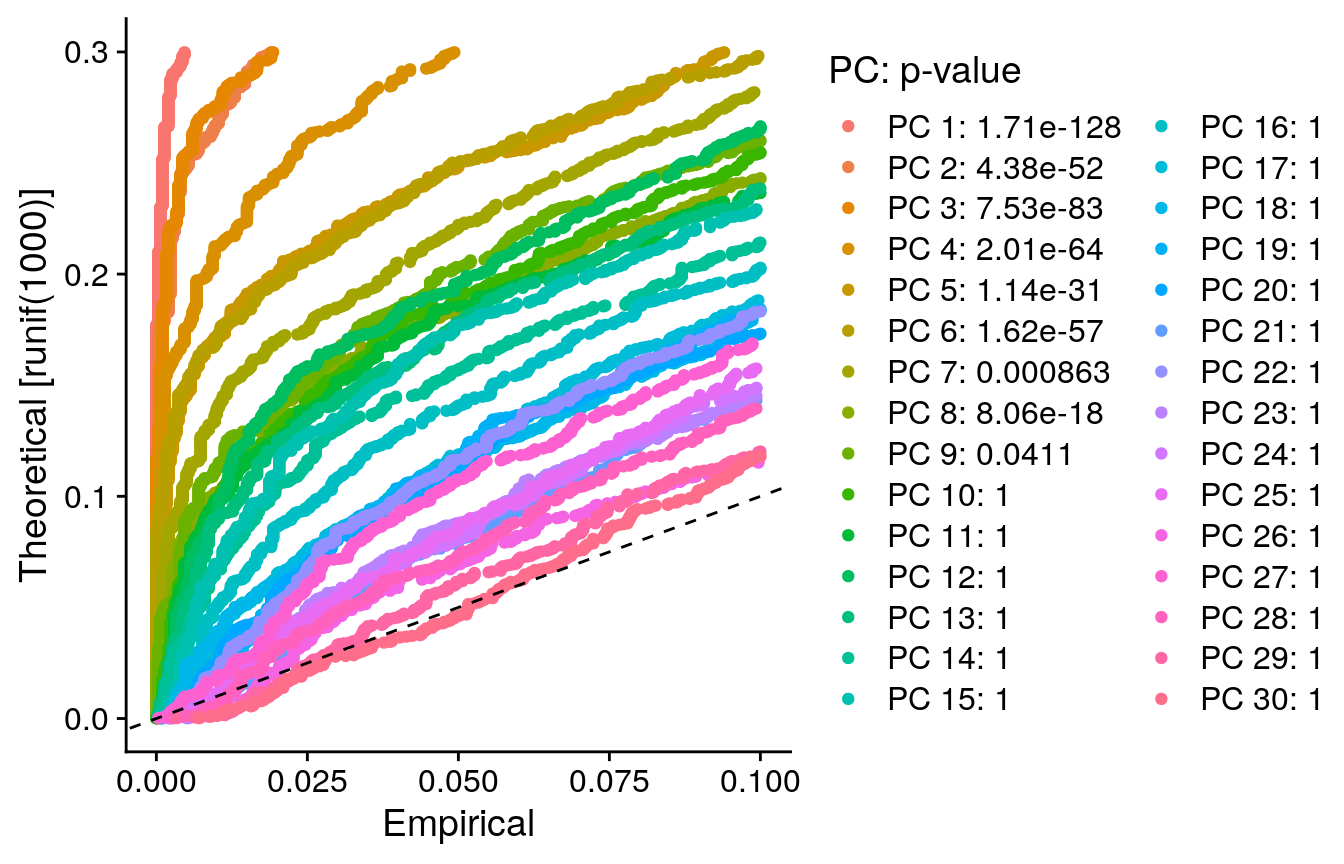 Theoretical [runif(1000)]
0.3
0.2
0.1
0.0
0.000 0.025 0.050 0.075 0.100
Empirical
PC: p-value
PC 1: 1.71e-128
PC 2: 4.38e-52
PC 3: 7.53e-83
PC 4: 2.01e-64
PC 5: 1.14e-31
PC 6: 1.62e-57
PC 7: 0.000863
PC 8: 8.06e-18
PC 9: 0.0411
PC 10: 1
PC 11: 1
PC 12: 1
PC 13: 1
PC 14: 1
PC 15: 1
PC 16: 1
PC 17: 1
PC 18: 1
PC 19: 1
PC 20: 1
PC 21: 1
PC 22: 1
PC 23: 1
PC 24: 1
PC 25: 1
PC 26: 1
PC 27: 1
PC 28: 1
PC 29: 1
PC 30: 1